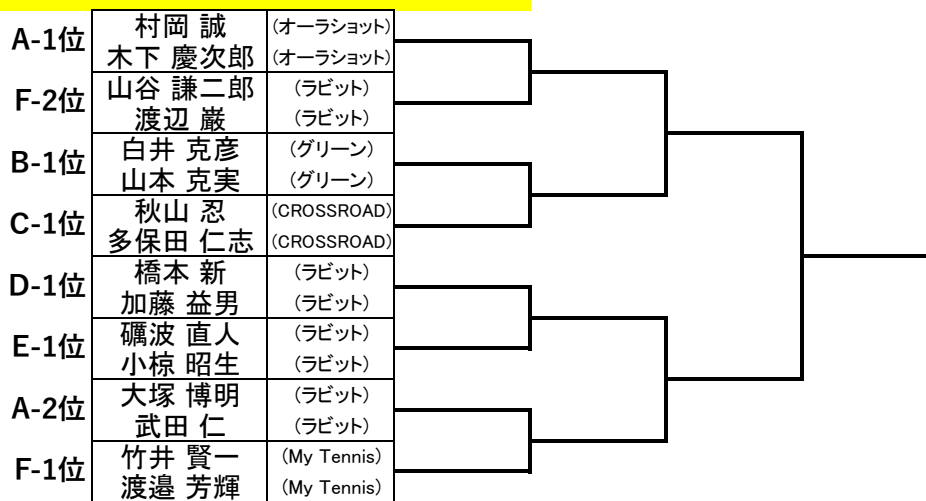 A-1位 村岡 誠 (オーラショット)
木下 慶次郎 (オーラショット)
F-2位 山谷 謙二郎 (ラビット)
渡辺 巌 (ラビット)
B-1位 白井 克彦 (グリーン)
山本 克実 (グリーン)
C-1位 秋山 忍 (CROSSROAD)
多保田 仁志 (CROSSROAD)
D-1位 橋本 新 (ラビット)
加藤 益男 (ラビット)
E-1位 礪波 直人 (ラビット)
小椋 昭生 (ラビット)
A-2位 大塚 博明 (ラビット)
武田 仁 (ラビット)
F-1位 竹井 賢一 (My Tennis)
渡邉 芳輝 (My Tennis)